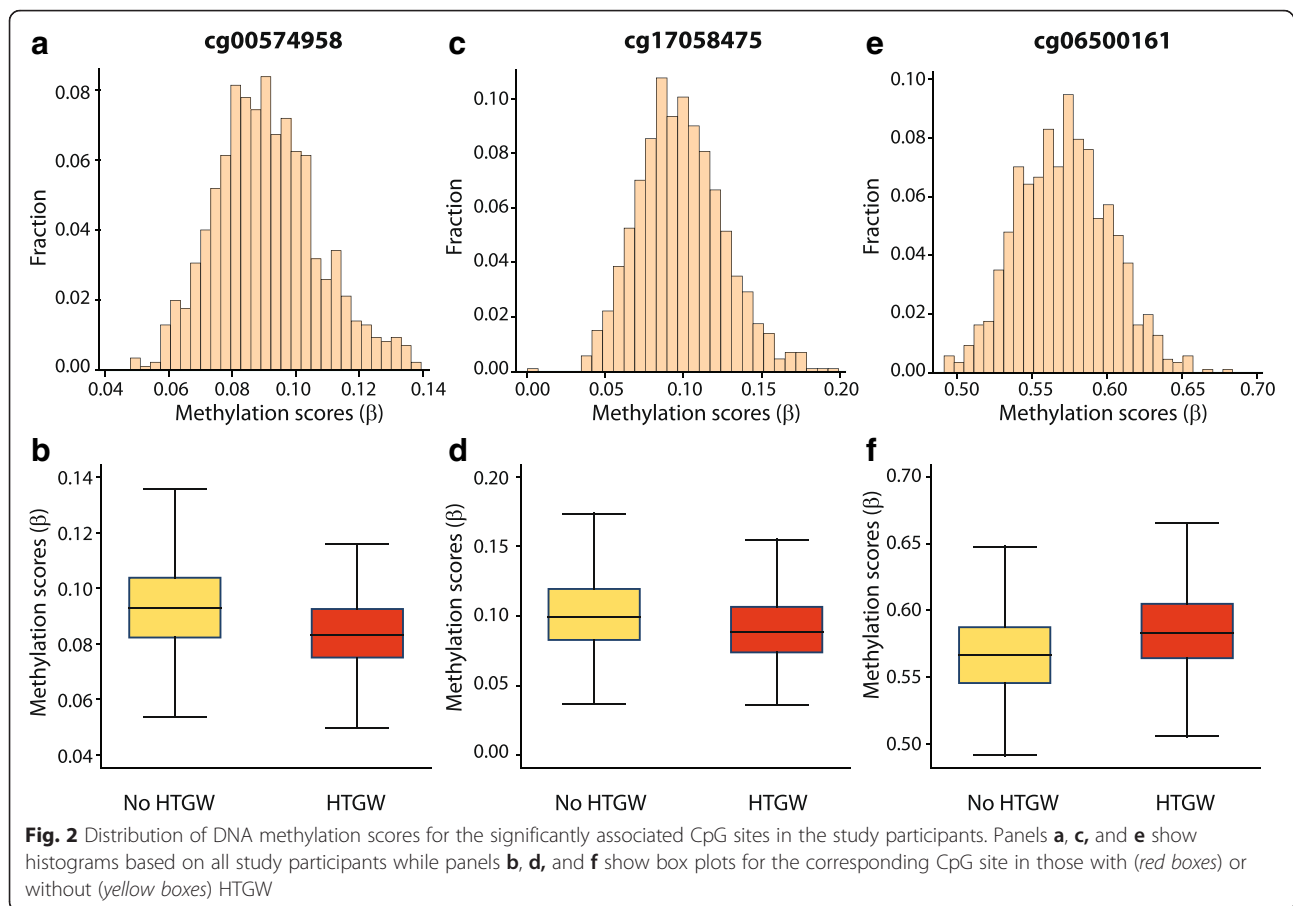 a
cg00574958
0.08
0.06
0.04
0.02
0.00
Fraction
0.04 0.06 0.08 0.10 0.12 0.14
Methylation scores (β)
c
cg17058475
0.10
0.08
0.06
0.04
0.02
0.00
Fraction
0.00 0.05 0.10 0.15 0.20
Methylation scores (β)
e
cg06500161
0.10
0.08
0.06
0.04
0.02
0.00
Fraction
0.50 0.55 0.60 0.70
Methylation scores (β)
b
0.14
0.12
0.10
0.08
0.06
0.04
Methylation scores (β)
No HTGW HTGW
d
0.20
0.15
0.10
0.05
0.00
Methylation scores (β)
No HTGW HTGW
f
0.70
0.65
0.60
0.55
0.50
Methylation scores (β)
No HTGW HTGW
Fig. 2 Distribution of DNA methylation scores for the significantly associated CpG sites in the study participants. Panels a, c, and e show
histograms based on all study participants while panels b, d, and f show box plots for the corresponding CpG site in those with (red boxes) or
without (yellow boxes) HTGW